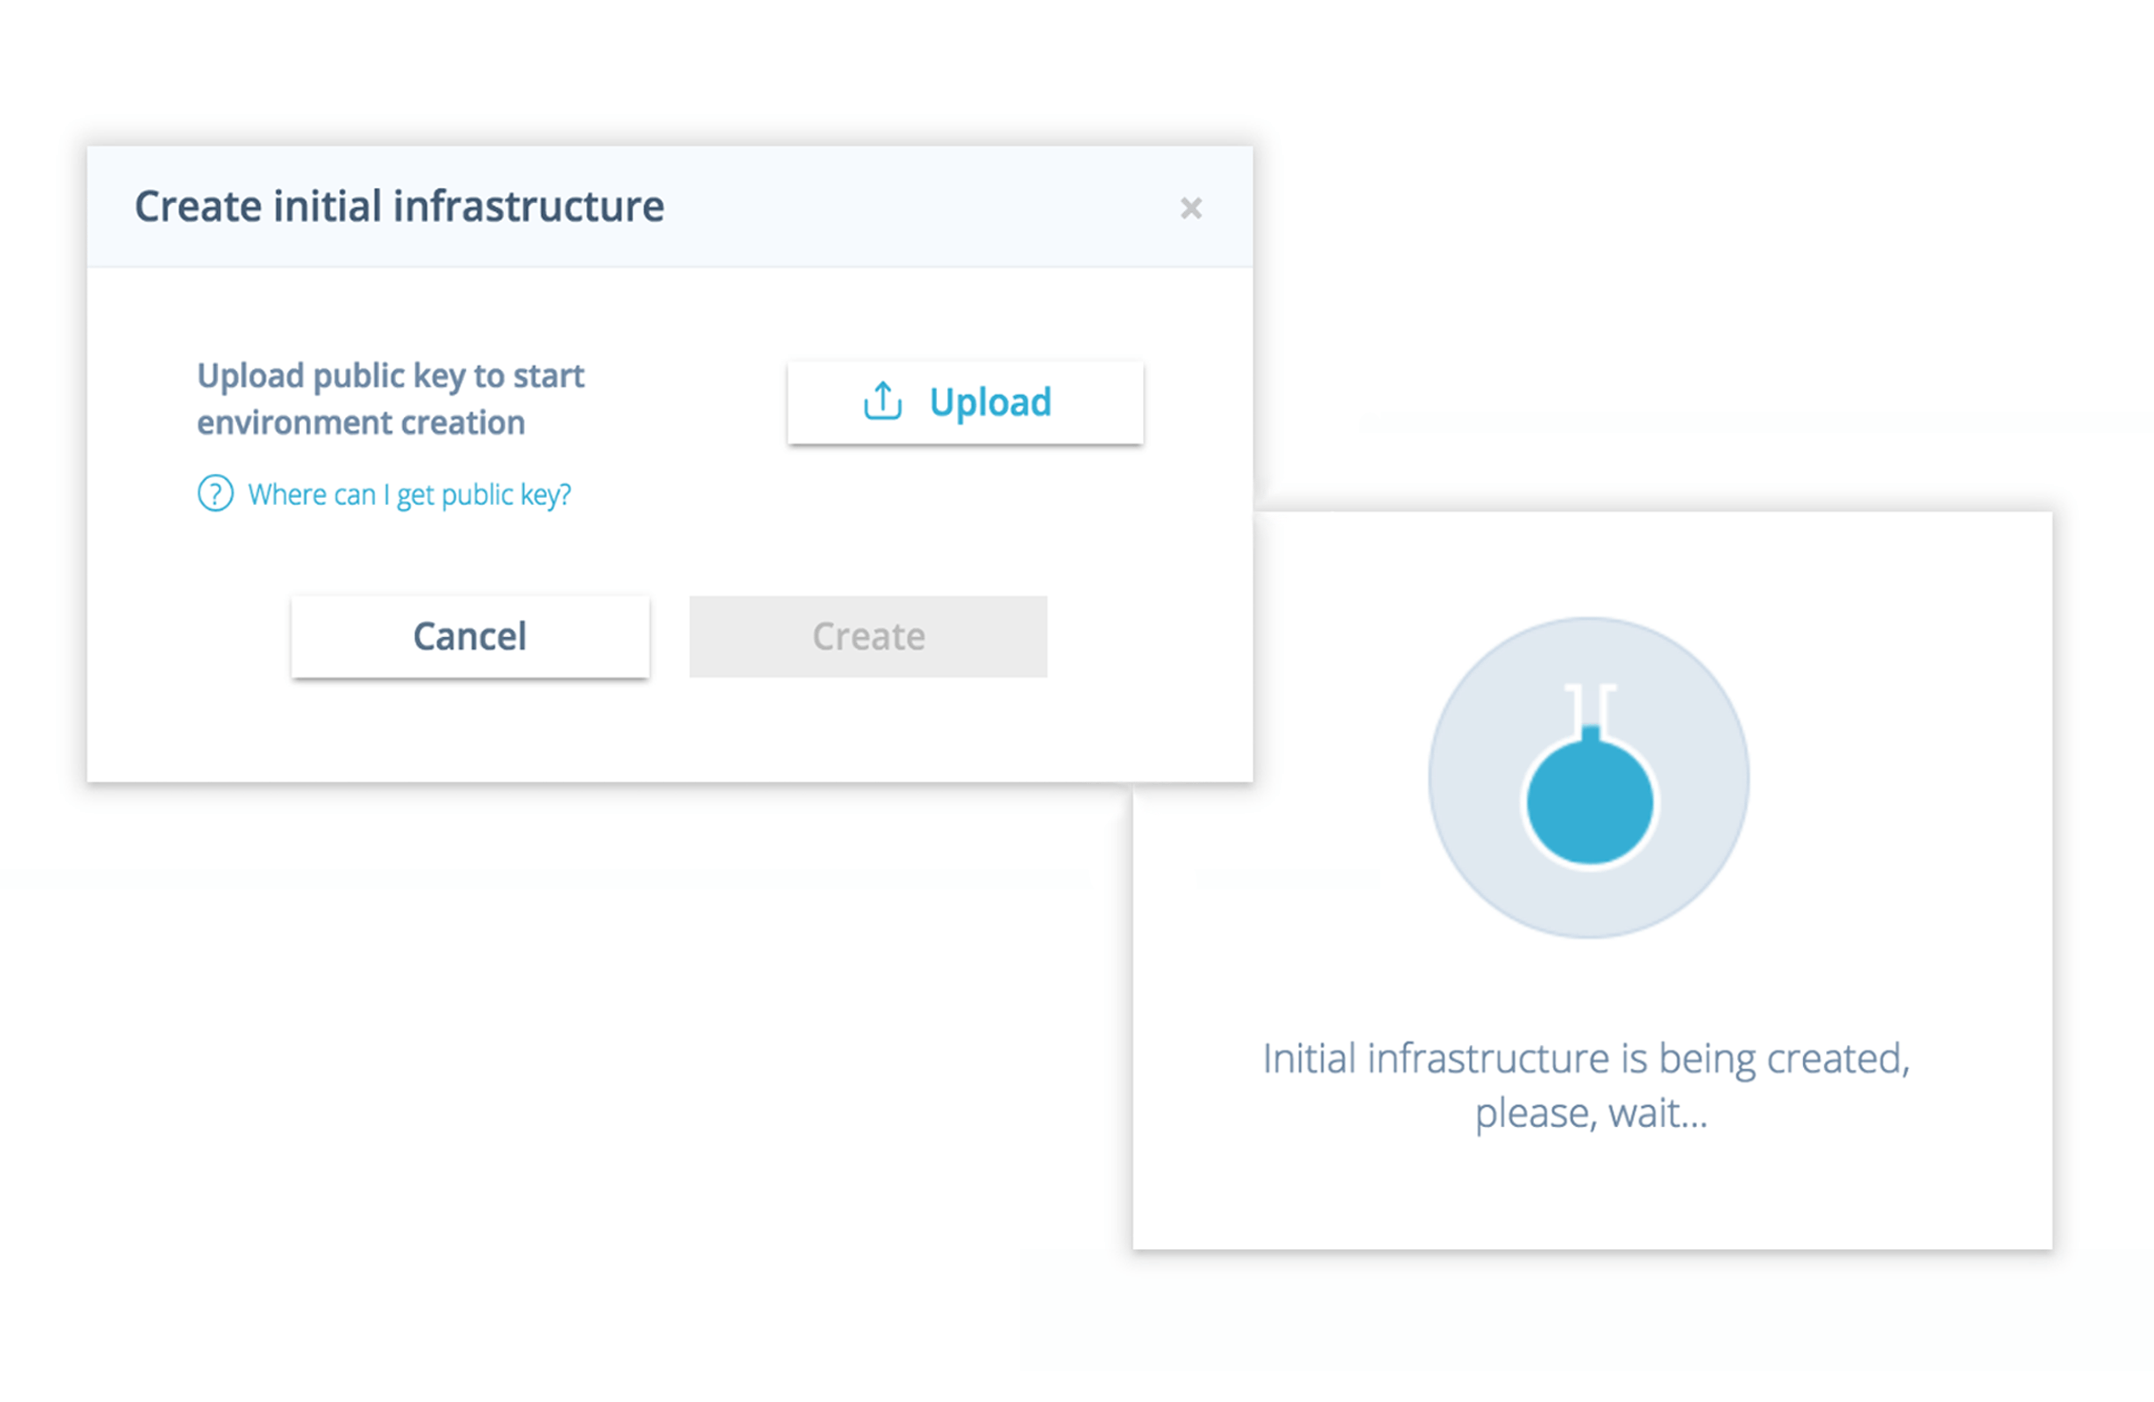 Create initial infrastructure
Upload public key to start
environment creation
Upload
? Where can I get public key?
Cancel
Create
Initial infrastructure is being created,
please, wait...